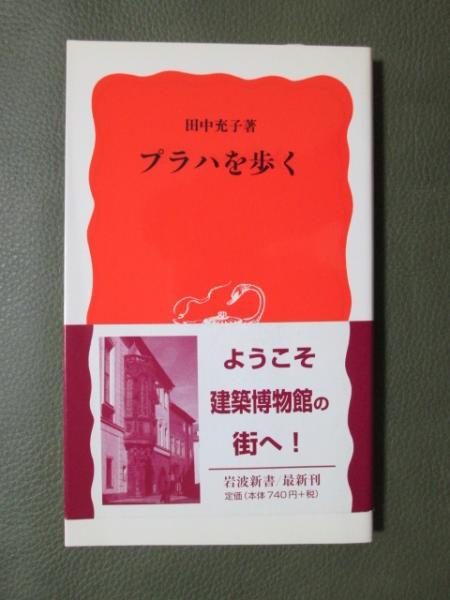 田中充子著
プラハを歩く
ようこそ
建築博物館の
街へ!
岩波新書/最新刊
定価(本体740円+税)